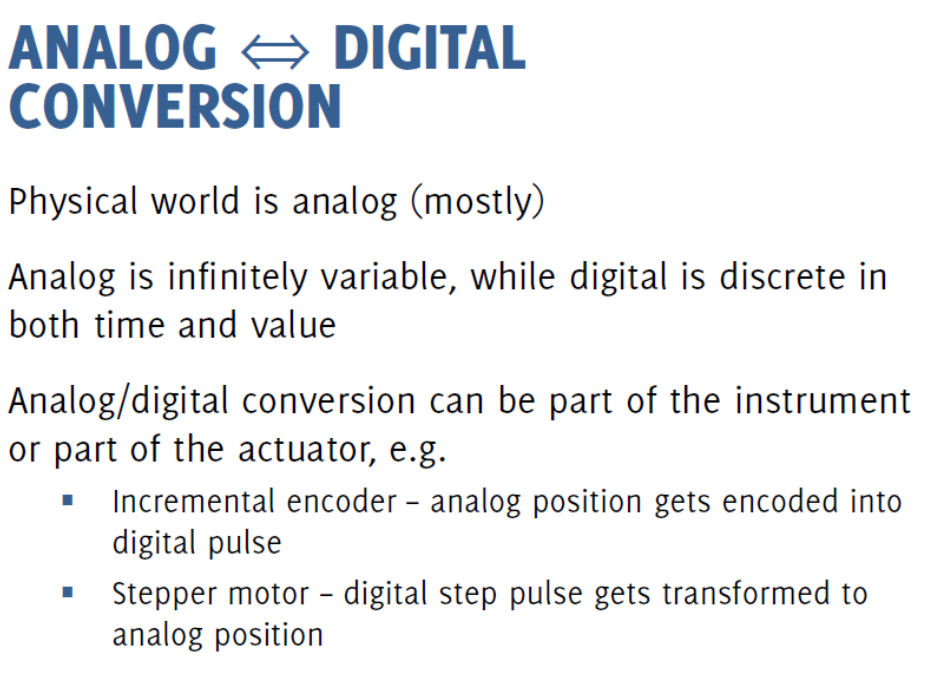 ANALOG ⇔ DIGITAL
CONVERSION
Physical world is analog (mostly)
Analog is infinitely variable, while digital is discrete in
both time and value
Analog/digital conversion can be part of the instrument
or part of the actuator, e.g.
▪ Incremental encoder – analog position gets encoded into
digital pulse
▪ Stepper motor – digital step pulse gets transformed to
analog position